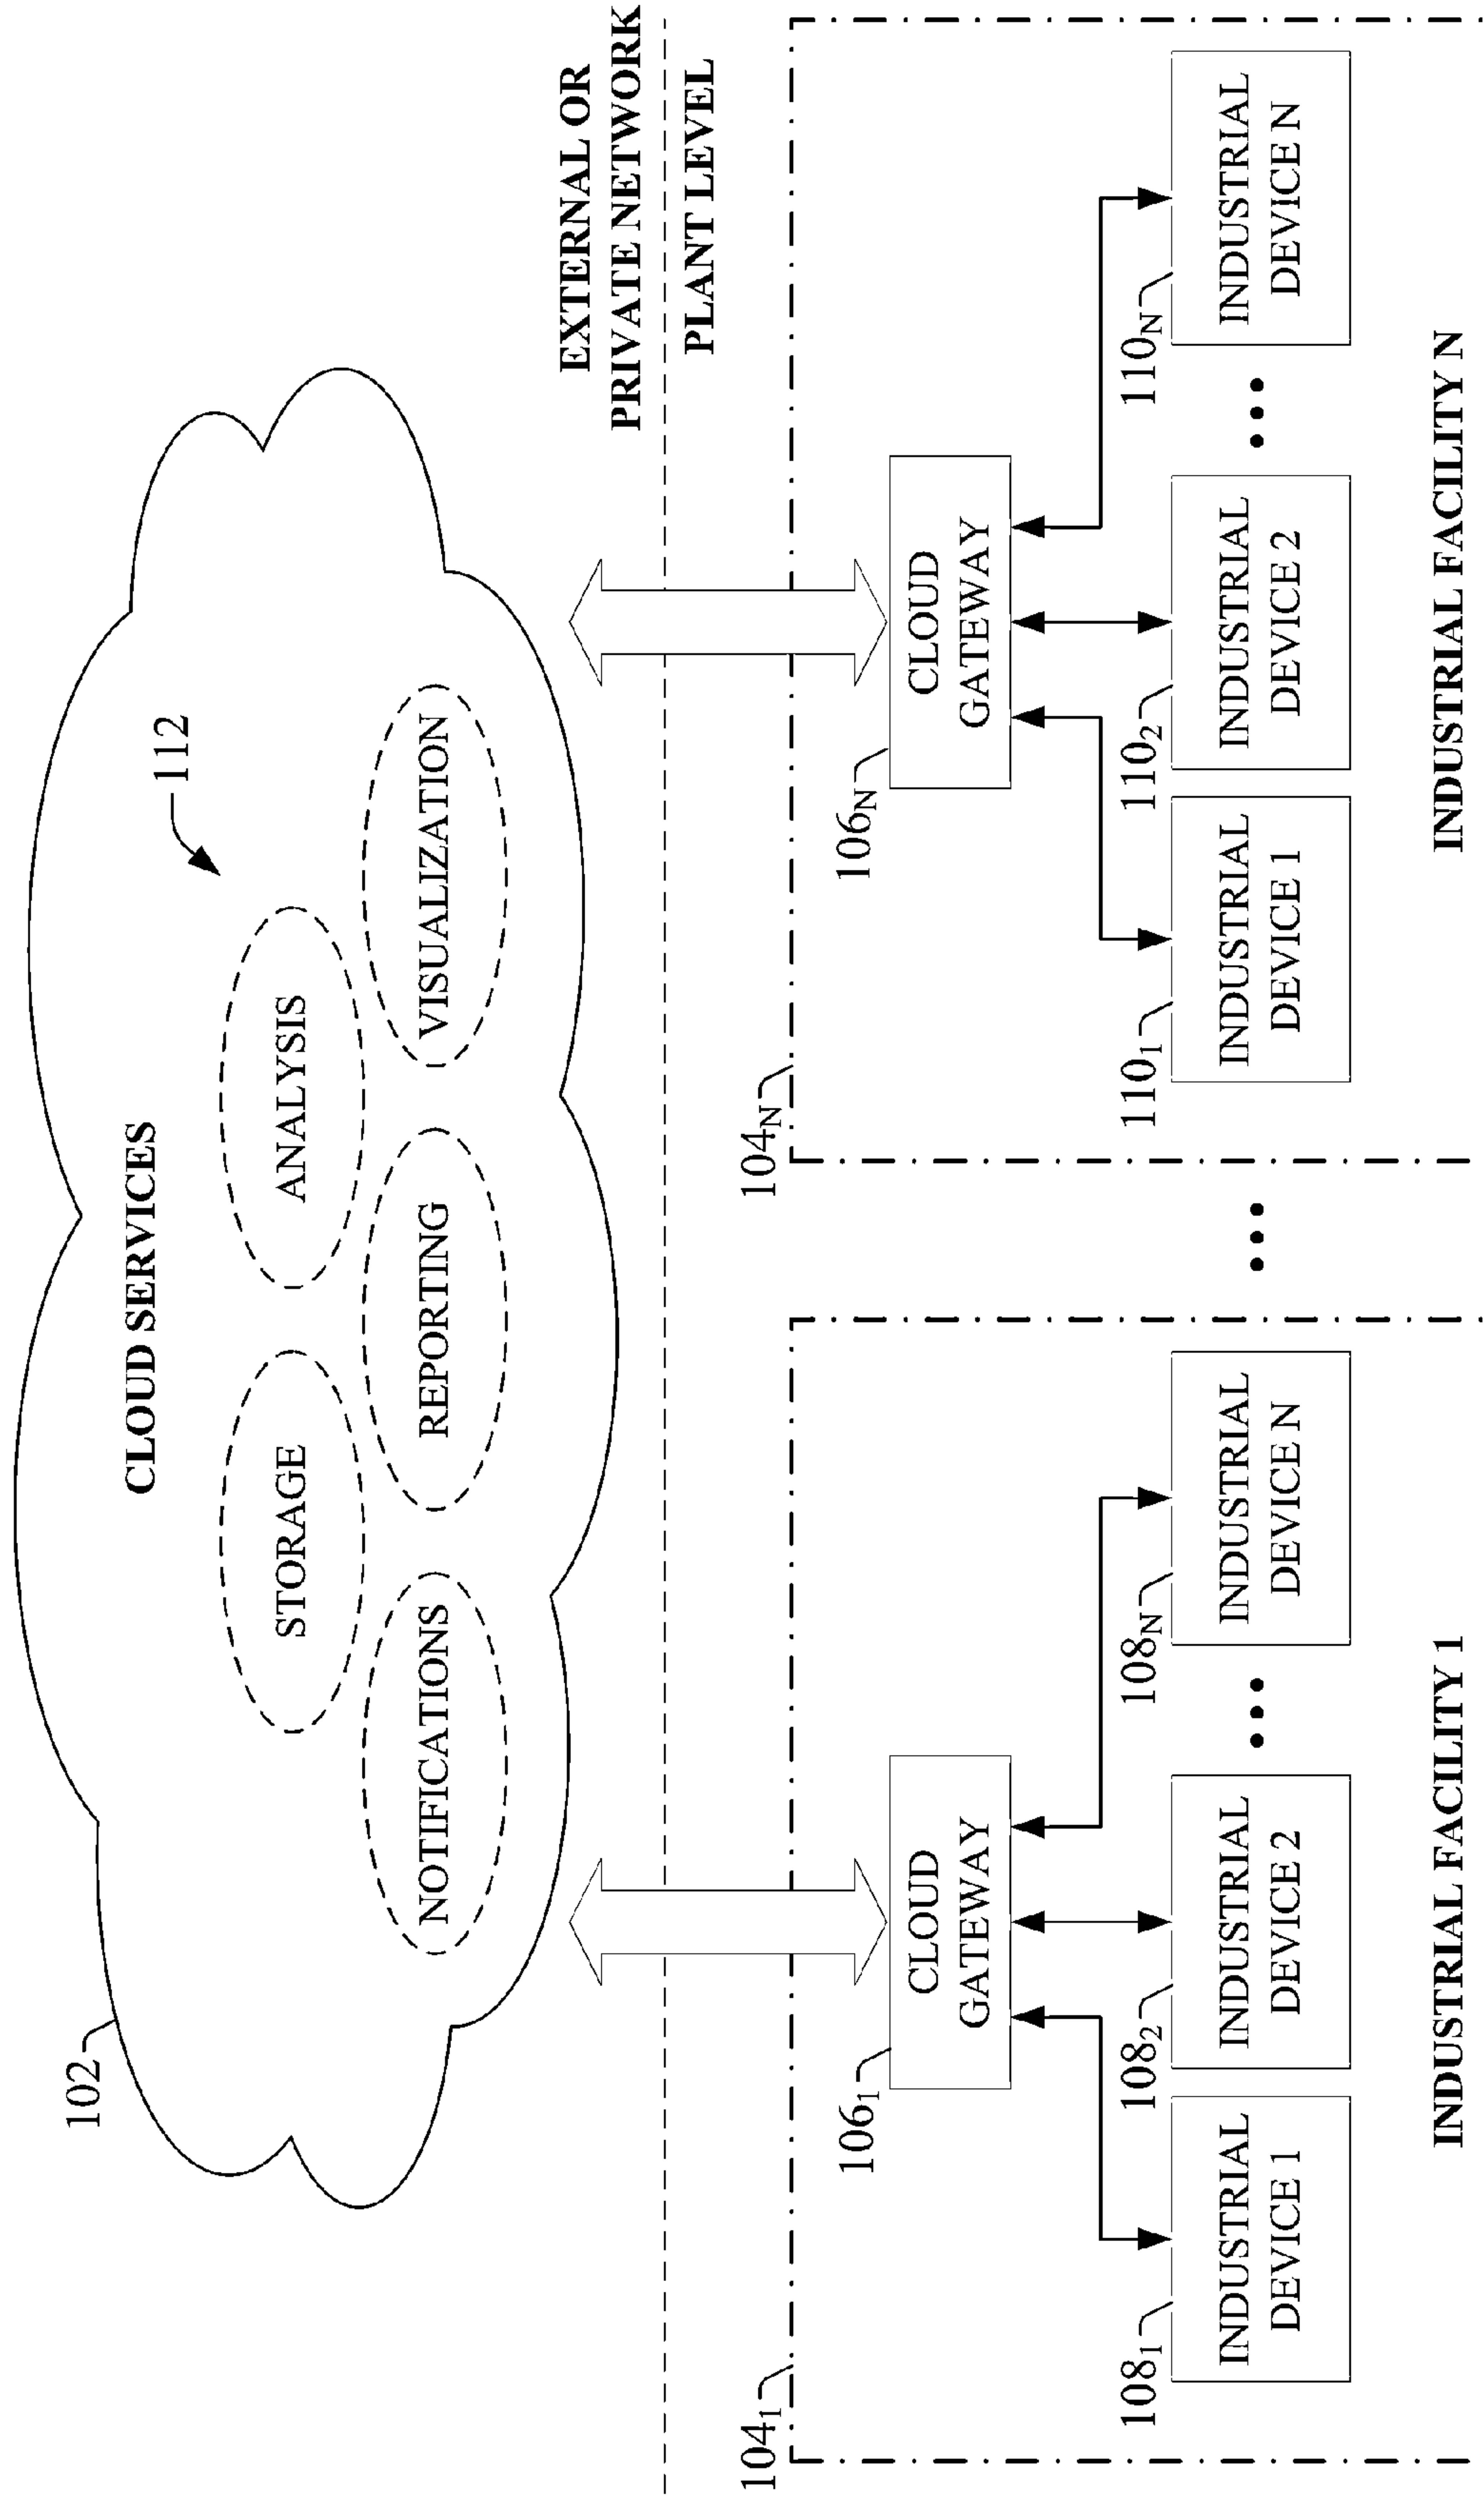 102
CLOUD SERVICES
112
STORAGE
ANALYSIS
NOTIFICATIONS
REPORTING
VISUALIZATION
EXTERNAL OR
PRIVATE NETWORK
PLANT LEVEL
104₁
106₁
CLOUD
GATEWAY
108₁
INDUSTRIAL
DEVICE 1
108₂
INDUSTRIAL
DEVICE 2
•••
108N
INDUSTRIAL
DEVICE N
INDUSTRIAL FACILITY 1
•••
104N
106N
CLOUD
GATEWAY
110₁
INDUSTRIAL
DEVICE 1
110₂
INDUSTRIAL
DEVICE 2
•••
110N
INDUSTRIAL
DEVICE N
INDUSTRIAL FACILITY N